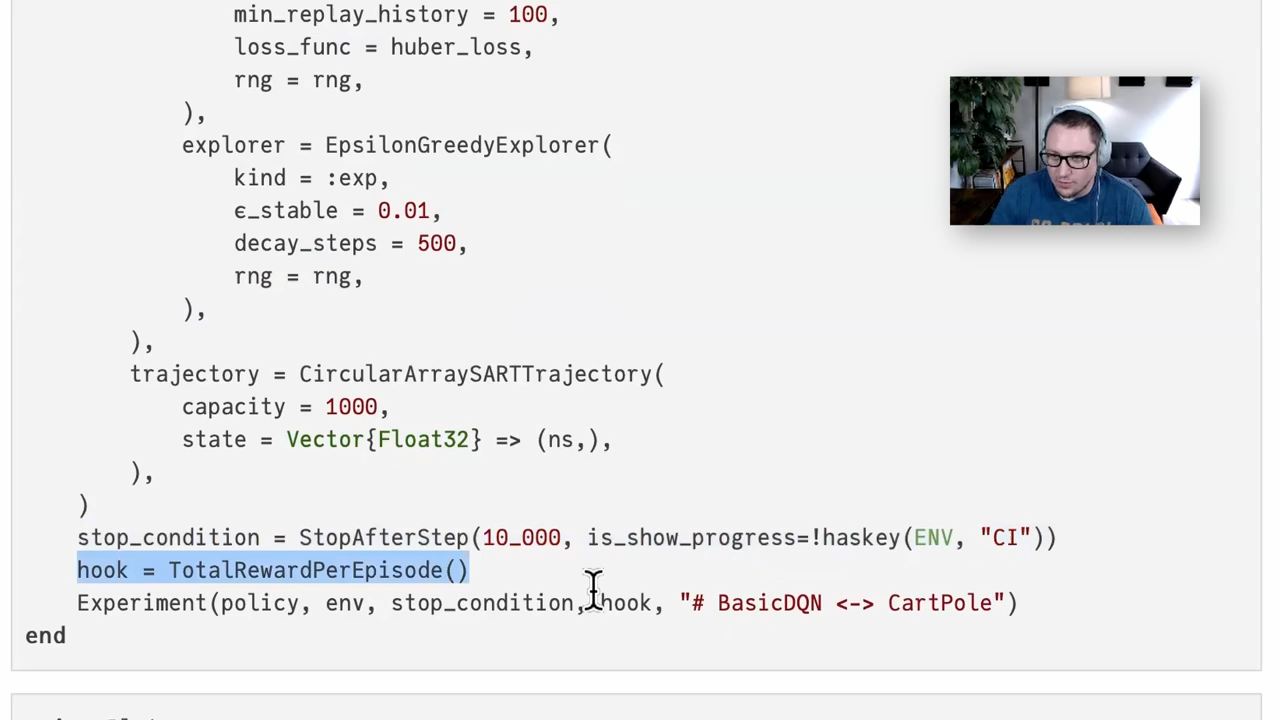 min_replay_history = 100,
loss_func = huber_loss,
rng = rng,
),
explorer = EpsilonGreedyExplorer(
kind = :exp,
ϵ_stable = 0.01,
decay_steps = 500,
rng = rng,
),
),
trajectory = CircularArraySARTTrajectory(
capacity = 1000,
state = Vector{Float32} => (ns,),
),
)
stop_condition = StopAfterStep(10_000, is_show_progress=!haskey(ENV, "CI"))
hook = TotalRewardPerEpisode()
Experiment(policy, env, stop_condition, hook, "# BasicDQN <-> CartPole")
end